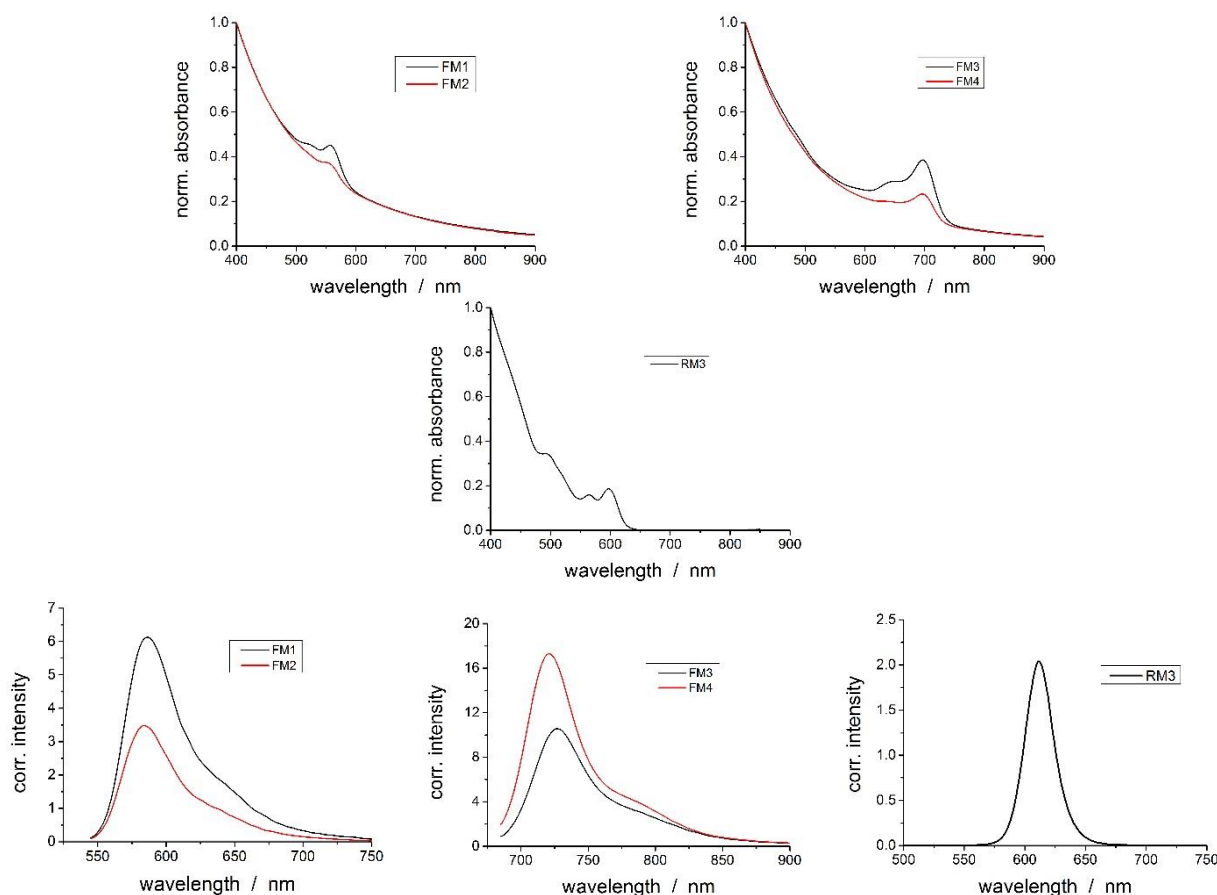 1.0
0.8
0.6
0.4
0.2
0.0
norm. absorbance
FM1
FM2
400 500 600 700 800 900
wavelength / nm
1.0
0.8
0.6
0.4
0.2
0.0
norm. absorbance
FM3
FM4
400 500 600 700 800 900
wavelength / nm
1.0
0.8
0.6
0.4
0.2
0.0
norm. absorbance
RM3
400 500 600 700 800 900
wavelength / nm
7
6
5
4
3
2
1
0
corr. intensity
FM1
FM2
550 600 650 700 750
wavelength / nm
20
16
12
8
4
0
corr. intensity
FM3
FM4
700 750 800 850 900
wavelength / nm
2.5
2.0
1.5
1.0
0.5
0.0
corr. intensity
RM3
500 550 600 650 700 750
wavelength / nm